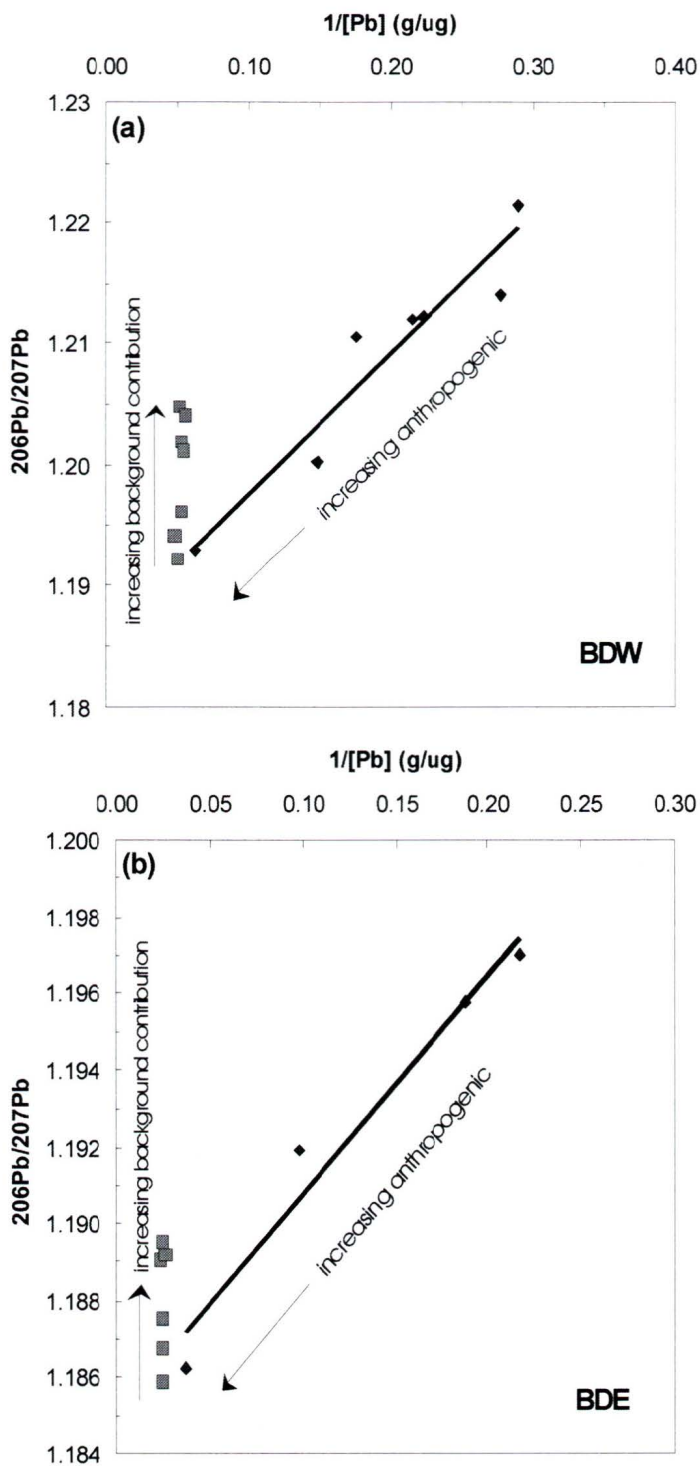 1/[Pb] (g/ug)
0.00 0.10 0.20 0.30 0.40
1.23
(a)
1.22
1.21
1.20
1.19
1.18
206Pb/207Pb
increasing background contribution
increasing anthropogenic
BDW
1/[Pb] (g/ug)
0.00 0.05 0.10 0.15 0.20 0.25 0.30
1.200
(b)
1.198
1.196
1.194
1.192
1.190
1.188
1.186
1.184
206Pb/207Pb
increasing background contribution
increasing anthropogenic
BDE